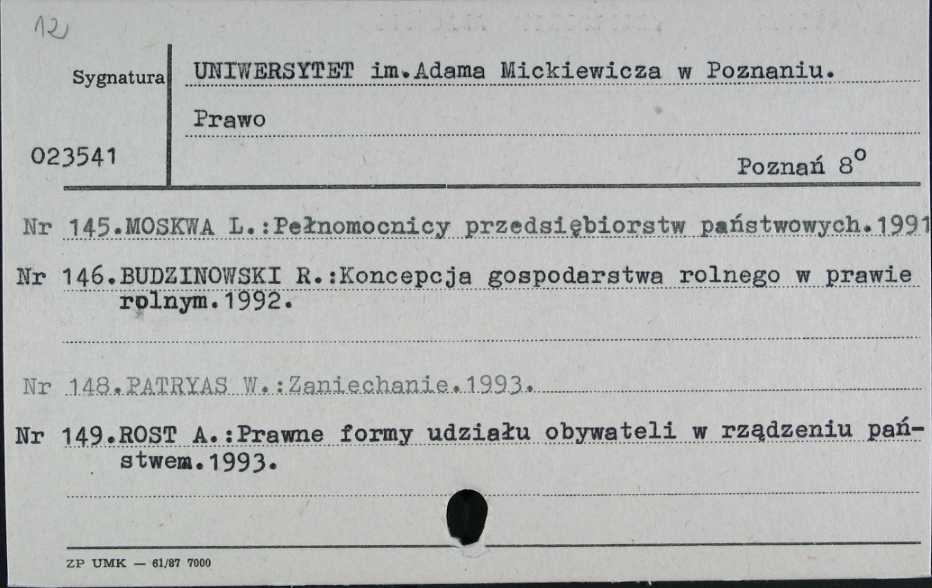 12
Sygnatura
UNIWERSYTET im.Adama Mickiewicza w Poznaniu.
Prawo
023541
Poznań 8°
Nr 145.MOSKWA L.:Pełnomocnicy przedsiębiorstw państwowych.1991
Nr 146.BUDZINOWSKI R.:Koncepcja gospodarstwa rolnego w prawie
rolnym.1992.
Nr 148.PATRYAS W.:Zaniechanie.1993.
Nr 149.ROST A.:Prawne formy udziału obywateli w rządzeniu pań-
stwem.1993.
ZP UMK — 61/87 7000